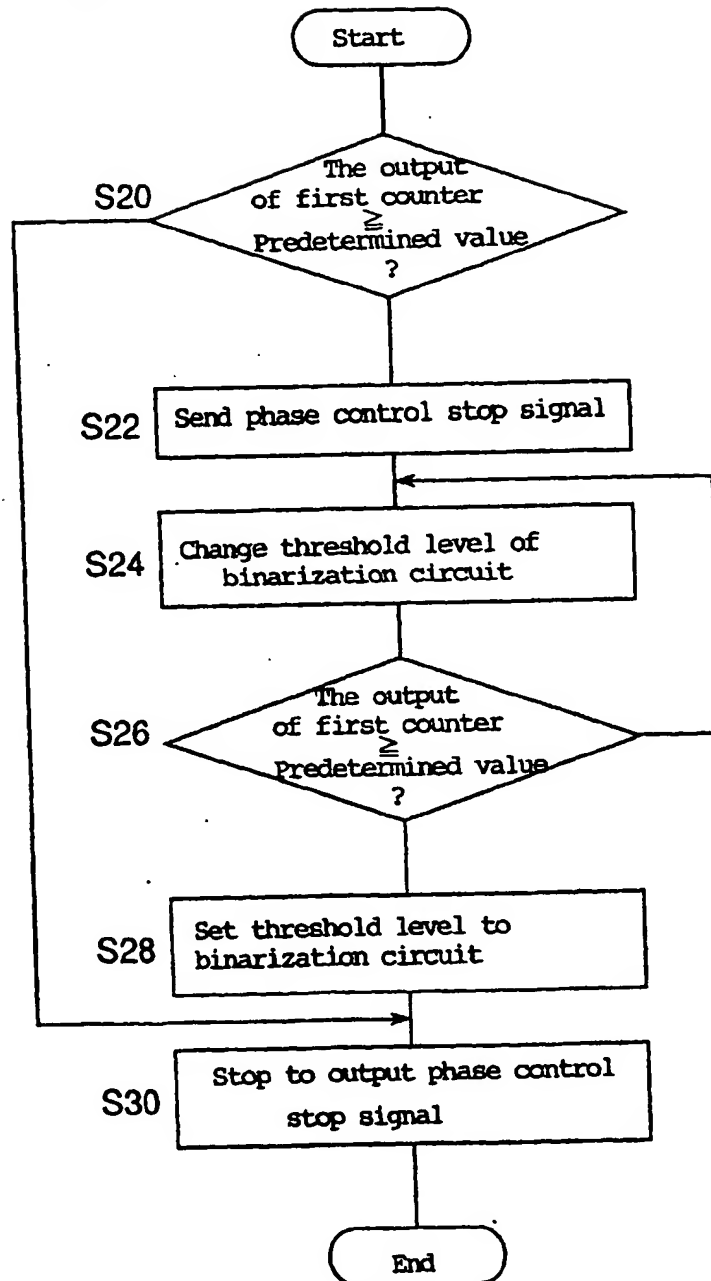 Start
S20
The output
of first counter
≧
Predetermined value
?
S22
Send phase control stop signal
S24
Change threshold level of
binarization circuit
S26
The output
of first counter
≧
Predetermined value
?
S28
Set threshold level to
binarization circuit
S30
Stop to output phase control
stop signal
End